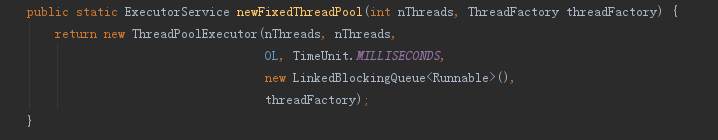 public static ExecutorService newFixedThreadPool(int nThreads, ThreadFactory threadFactory) {
return new ThreadPoolExecutor(nThreads, nThreads,
0L, TimeUnit.MILLISECONDS,
new LinkedBlockingQueue<Runnable>(),
threadFactory);
}